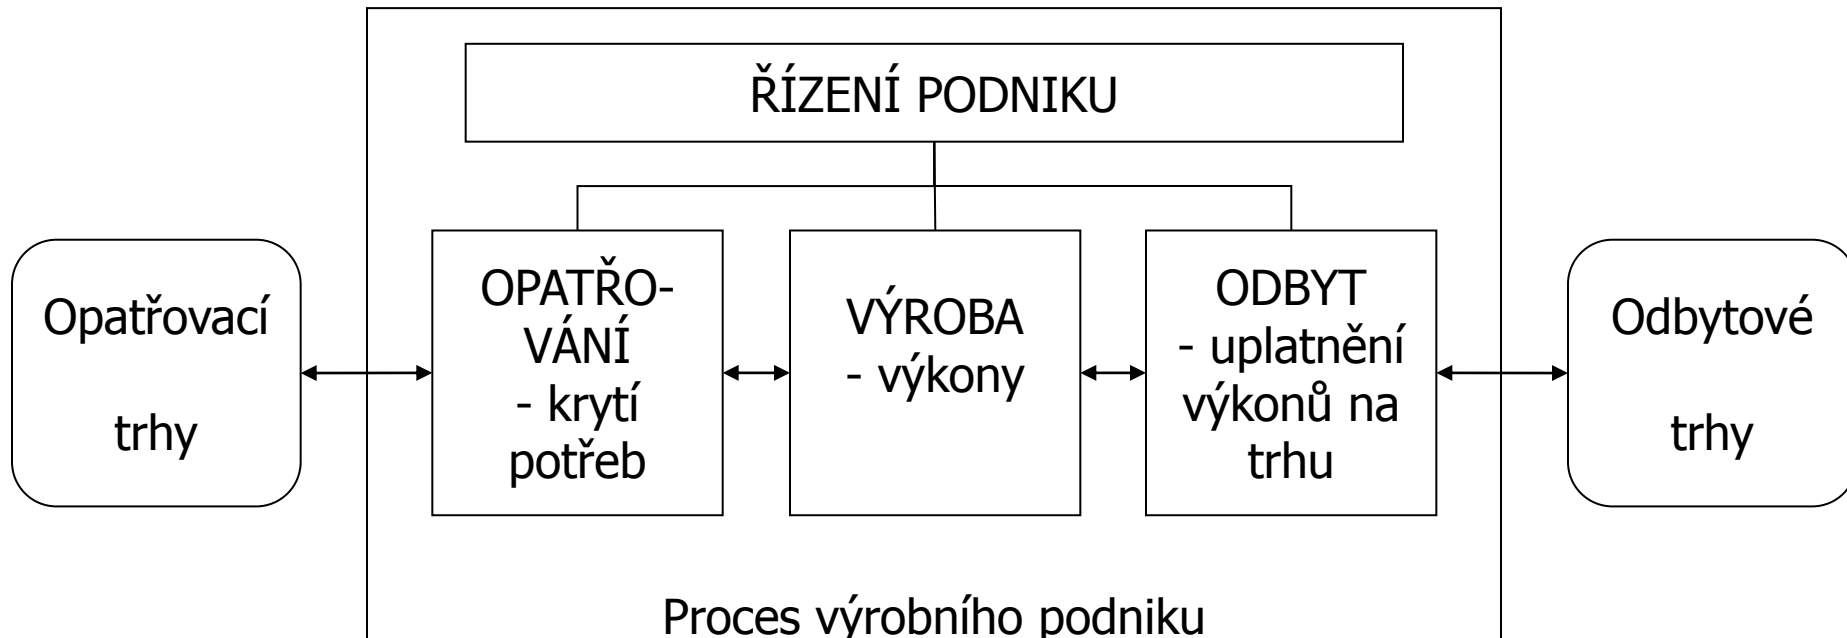 ŘÍZENÍ PODNIKU
Opatřovací
trhy
OPATŘO-
VÁNÍ
- krytí
potřeb
VÝROBA
- výkony
ODBYT
- uplatnění
výkonů na
trhu
Odbytové
trhy
Proces výrobního podniku